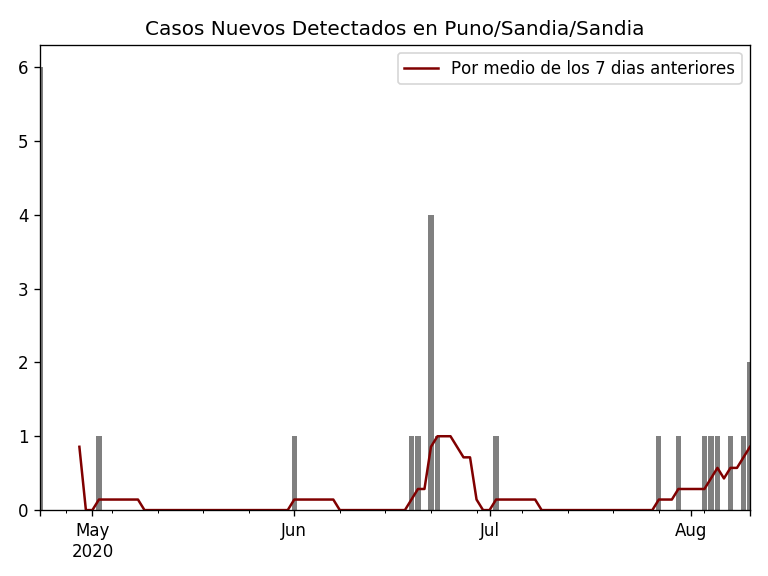 Casos Nuevos Detectados en Puno/Sandia/Sandia
Por medio de los 7 dias anteriores
6
5
4
3
2
1
0
May Jun Jul Aug
2020